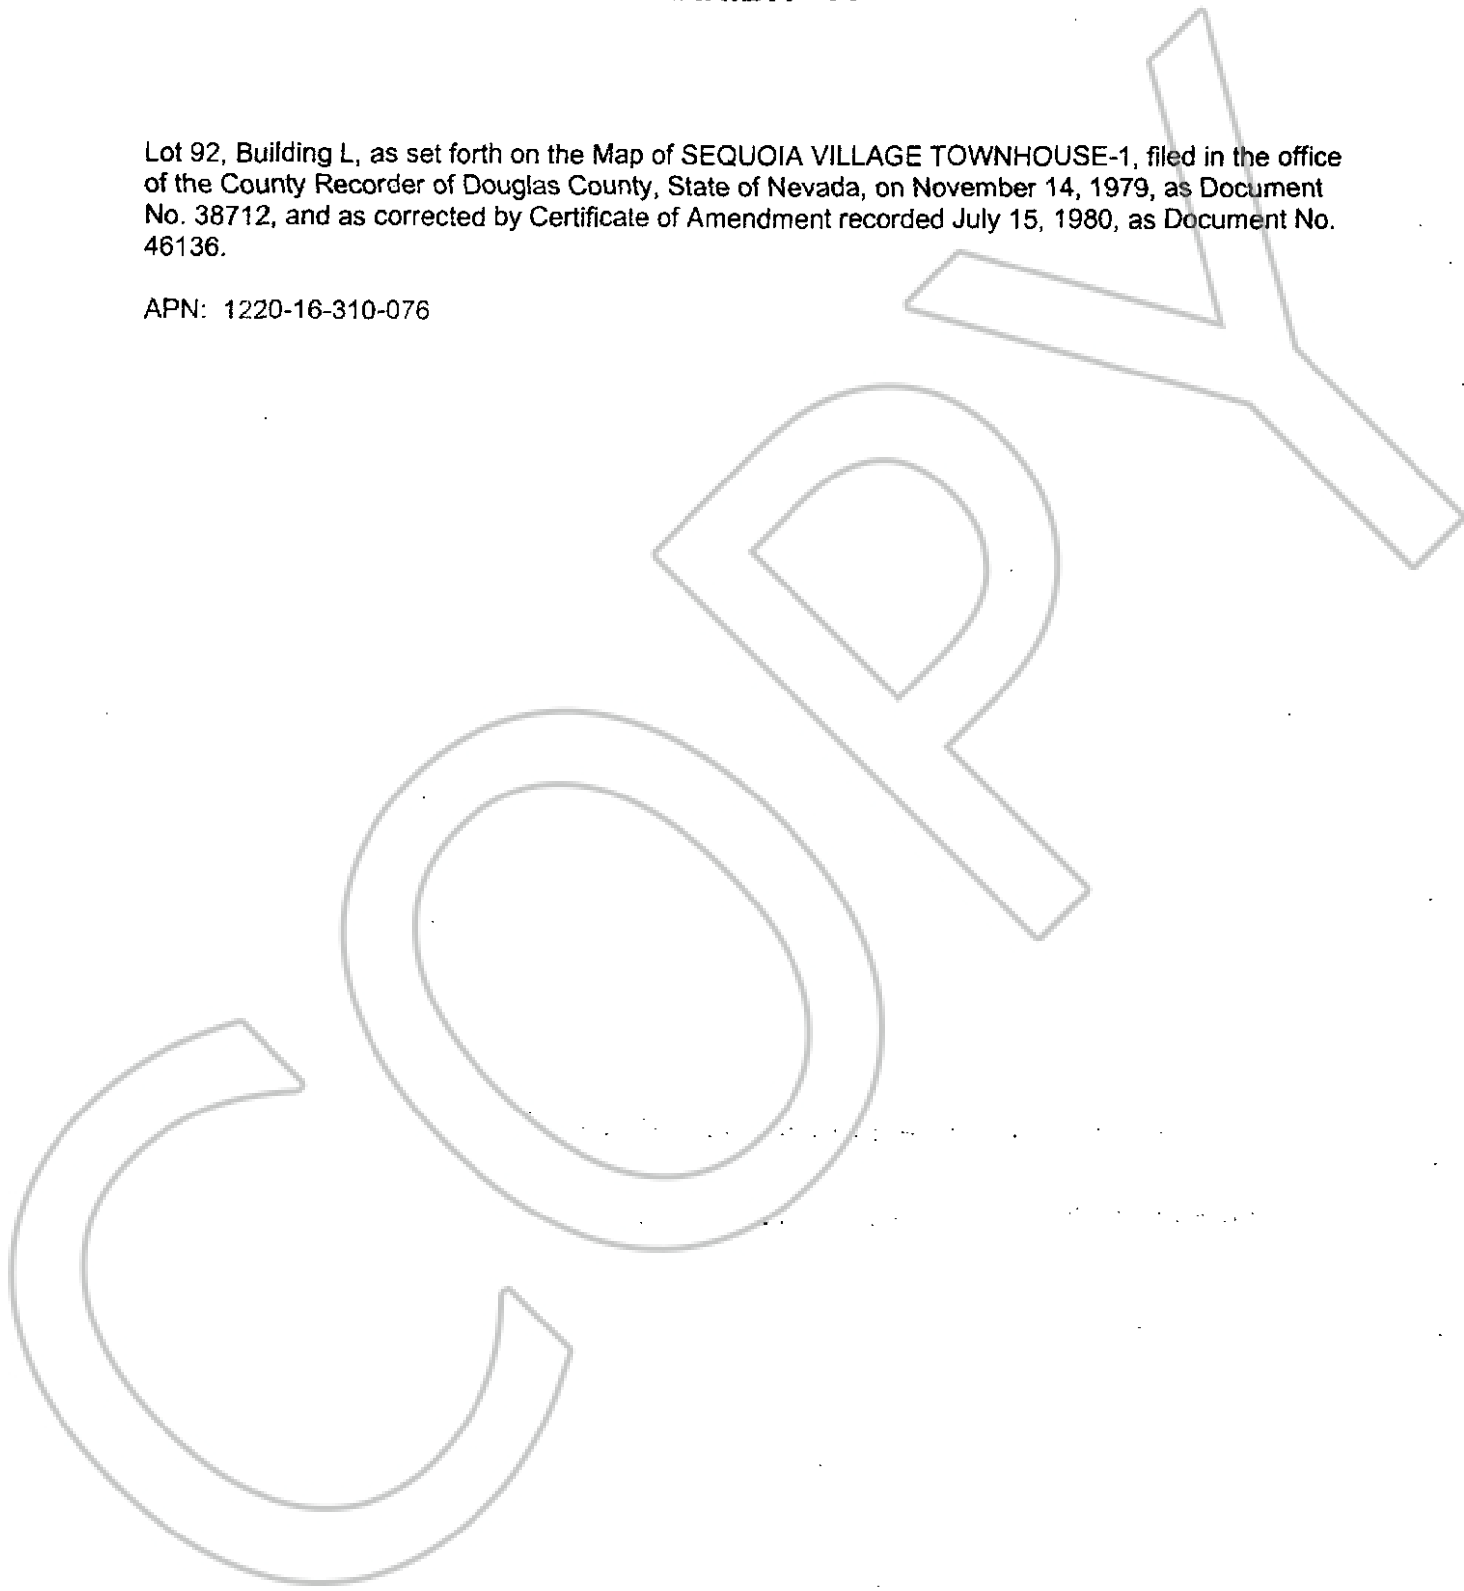 Lot 92, Building L, as set forth on the Map of SEQUOIA VILLAGE TOWNHOUSE-1, filed in the office
of the County Recorder of Douglas County, State of Nevada, on November 14, 1979, as Document
No. 38712, and as corrected by Certificate of Amendment recorded July 15, 1980, as Document No.
46136.
APN: 1220-16-310-076
COPY